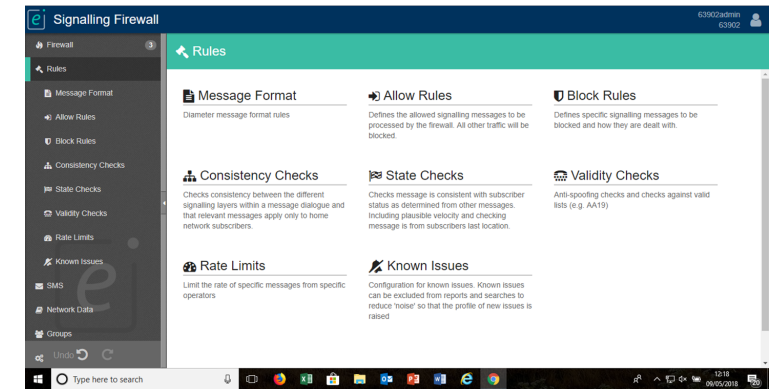 ei Signalling Firewall
63902admin
63902
Firewall 3
Rules
Message Format
Allow Rules
Block Rules
Consistency Checks
State Checks
Validity Checks
Rate Limits
Known Issues
SMS
Network Data
Groups
Undo
Rules
Message Format
Diameter message format rules
Allow Rules
Defines the allowed signalling messages to be
processed by the firewall. All other traffic will be
blocked.
Block Rules
Defines specific signalling messages to be
blocked and how they are dealt with.
Consistency Checks
Checks consistency between the different
signalling layers within a message dialogue and
that relevant messages apply only to home
network subscribers.
State Checks
Checks message is consistent with subscriber
status as determined from other messages.
Including plausible velocity and checking
message is from subscribers last location.
Validity Checks
Anti-spoofing checks and checks against valid
lists (e.g. AA19)
Rate Limits
Limit the rate of specific messages from specific
operators
Known Issues
Configuration for known issues. Known issues
can be excluded from reports and searches to
reduce 'noise' so that the profile of new issues is
raised
Type here to search
12:18
09/05/2018